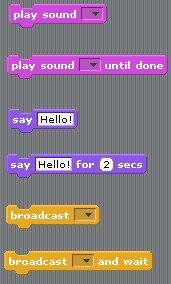 play sound
play sound until done
say Hello!
say Hello! for 2 secs
broadcast
broadcast and wait